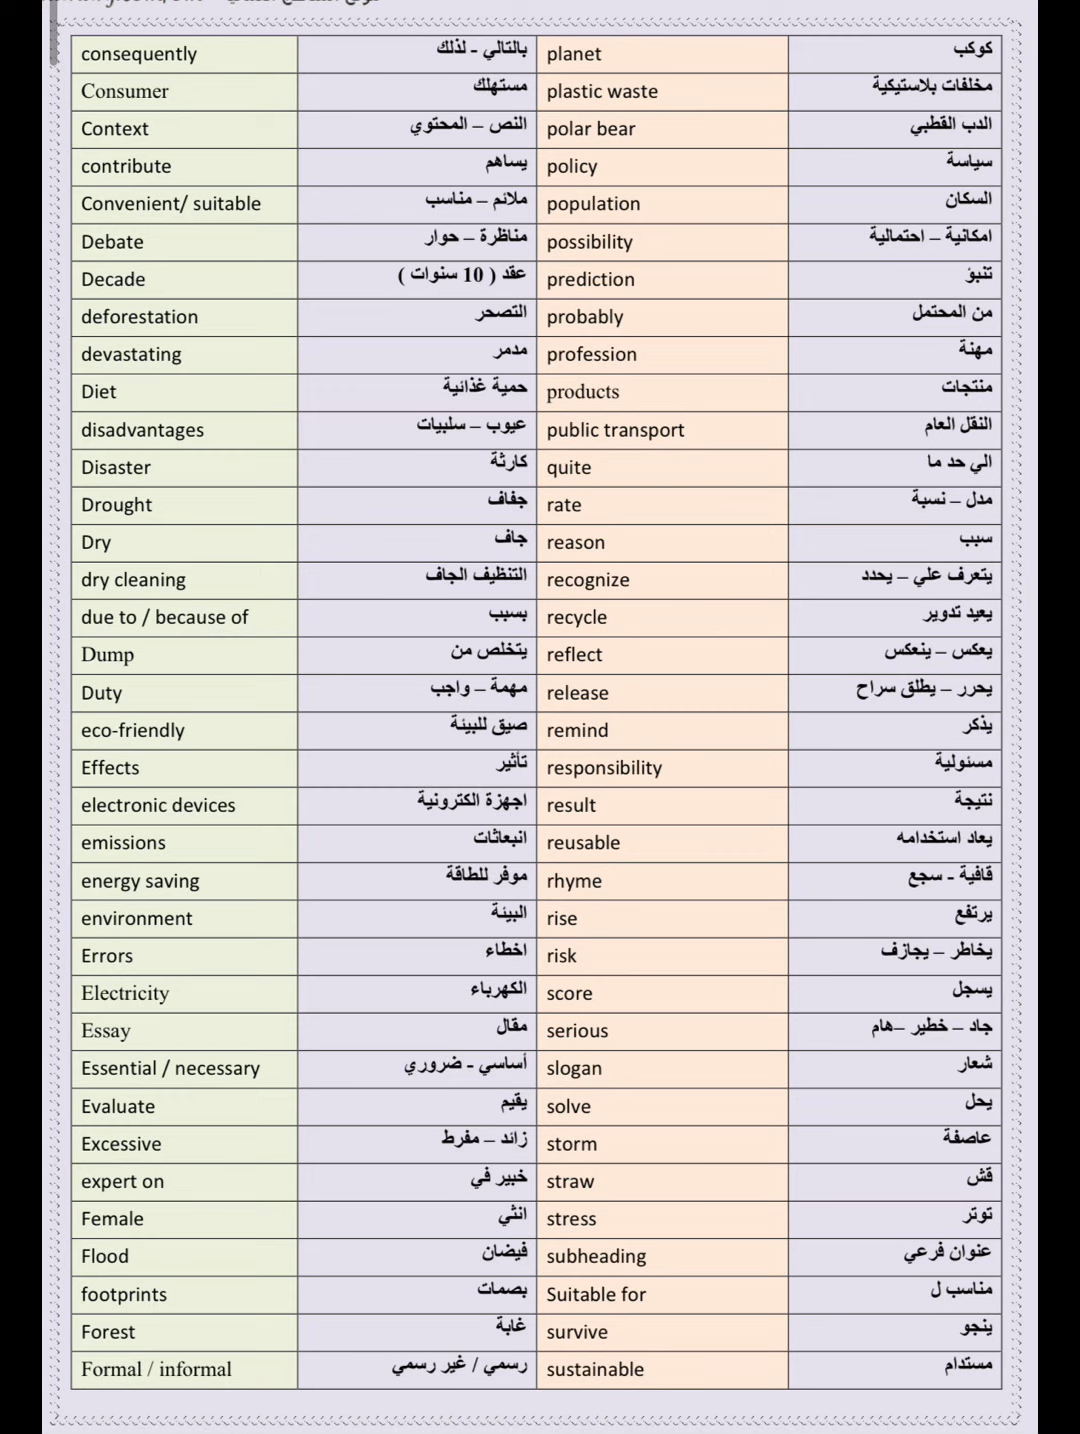 consequently بالتالي - لذلك planet كوكب
Consumer مستهلك plastic waste مخلفات بلاستيكية
Context النص – المحتوي polar bear الدب القطبي
contribute يساهم policy سياسة
Convenient/ suitable ملائم – مناسب population السكان
Debate مناظرة – حوار possibility امكانية – احتمالية
Decade عقد ( 10 سنوات ) prediction تنبؤ
deforestation التصحر probably من المحتمل
devastating مدمر profession مهنة
Diet حمية غذائية products منتجات
disadvantages عيوب – سلبيات public transport النقل العام
Disaster كارثة quite الي حد ما
Drought جفاف rate مدل – نسبة
Dry جاف reason سبب
dry cleaning التنظيف الجاف recognize يتعرف علي – يحدد
due to / because of بسبب recycle يعيد تدوير
Dump يتخلص من reflect يعكس – ينعكس
Duty مهمة – واجب release يحرر – يطلق سراح
eco-friendly صيق للبيئة remind يذكر
Effects تأثير responsibility مسئولية
electronic devices اجهزة الكترونية result نتيجة
emissions انبعاثات reusable يعاد استخدامه
energy saving موفر للطاقة rhyme قافية - سجع
environment البيئة rise يرتفع
Errors اخطاء risk يخاطر – يجازف
Electricity الكهرباء score يسجل
Essay مقال serious جاد – خطير –هام
Essential / necessary أساسي - ضروري slogan شعار
Evaluate يقيم solve يحل
Excessive زائد – مفرط storm عاصفة
expert on خبير في straw قش
Female انثي stress توتر
Flood فيضان subheading عنوان فرعي
footprints بصمات Suitable for مناسب ل
Forest غابة survive ينجو
Formal / informal رسمي / غير رسمي sustainable مستدام